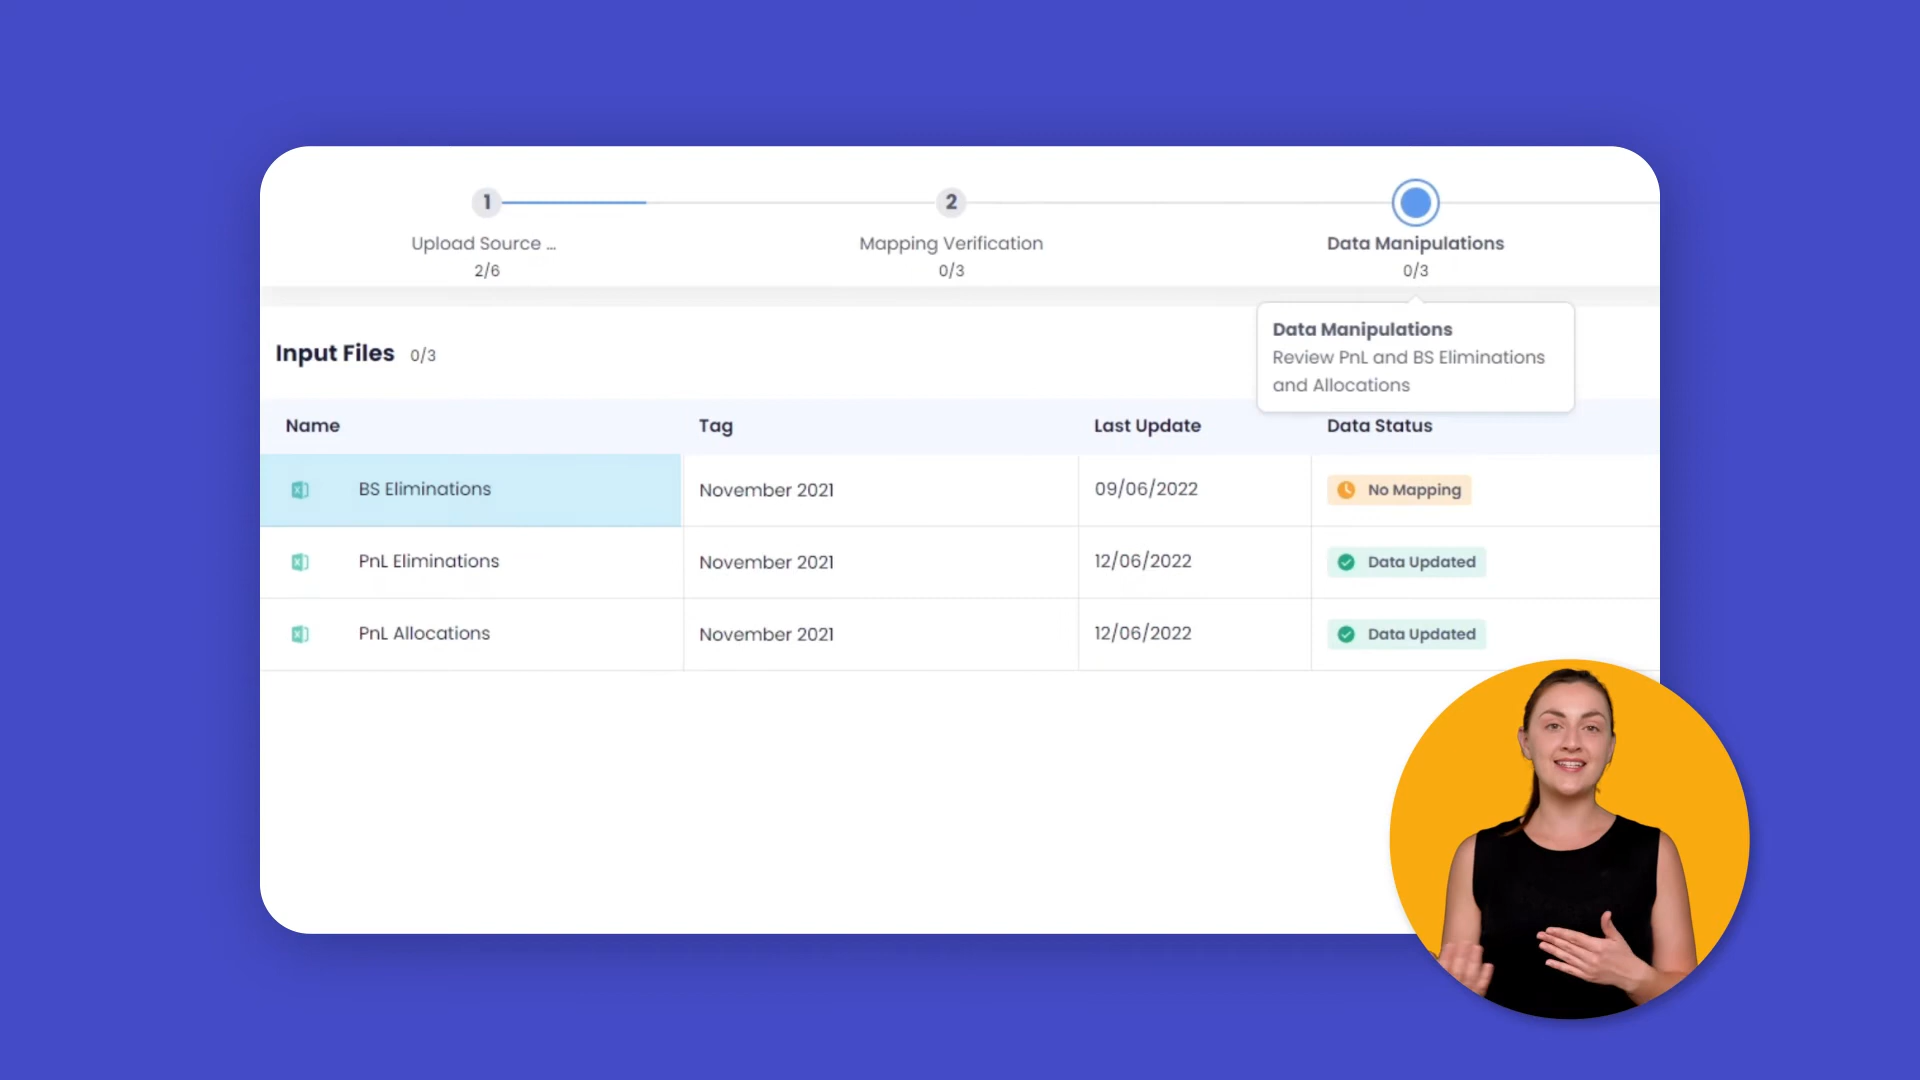 1
2
Upload Source ...
Mapping Verification
Data Manipulations
2/6
0/3
0/3
Data Manipulations
Review PnL and BS Eliminations
and Allocations
Input Files 0/3
Name Tag Last Update Data Status
BS Eliminations November 2021 09/06/2022 No Mapping
PnL Eliminations November 2021 12/06/2022 Data Updated
PnL Allocations November 2021 12/06/2022 Data Updated